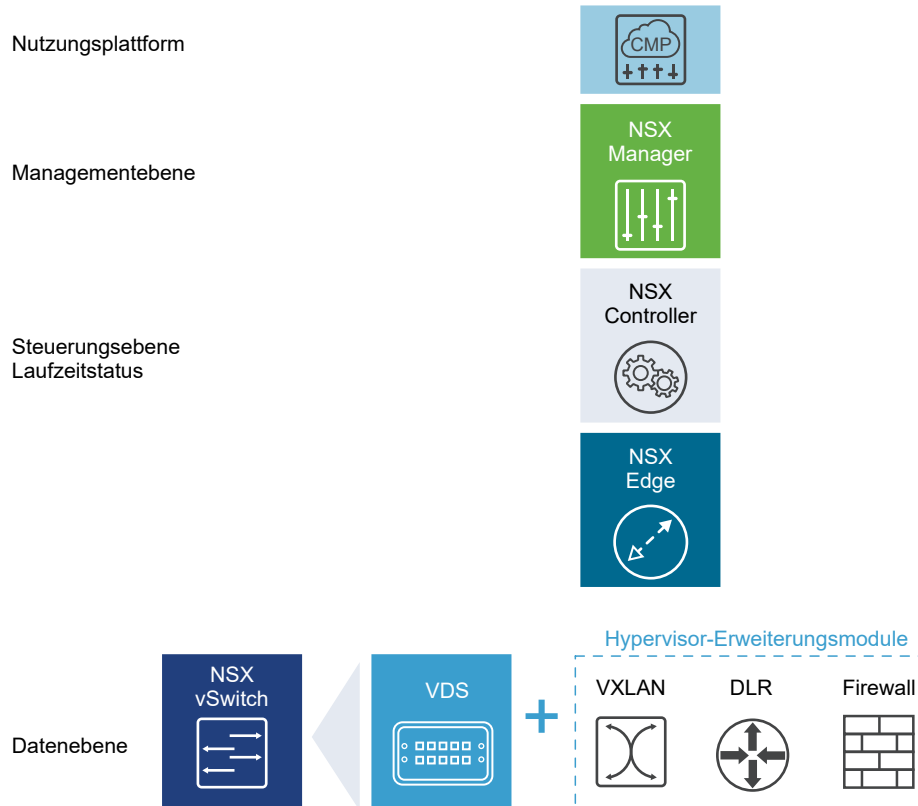 Nutzungsplattform
CMP
NSX
Manager
Managementebene
NSX
Controller
Steuerungsebene
Laufzeitstatus
NSX
Edge
Hypervisor-Erweiterungsmodule
NSX
vSwitch
VDS
+
VXLAN
DLR
Firewall
Datenebene